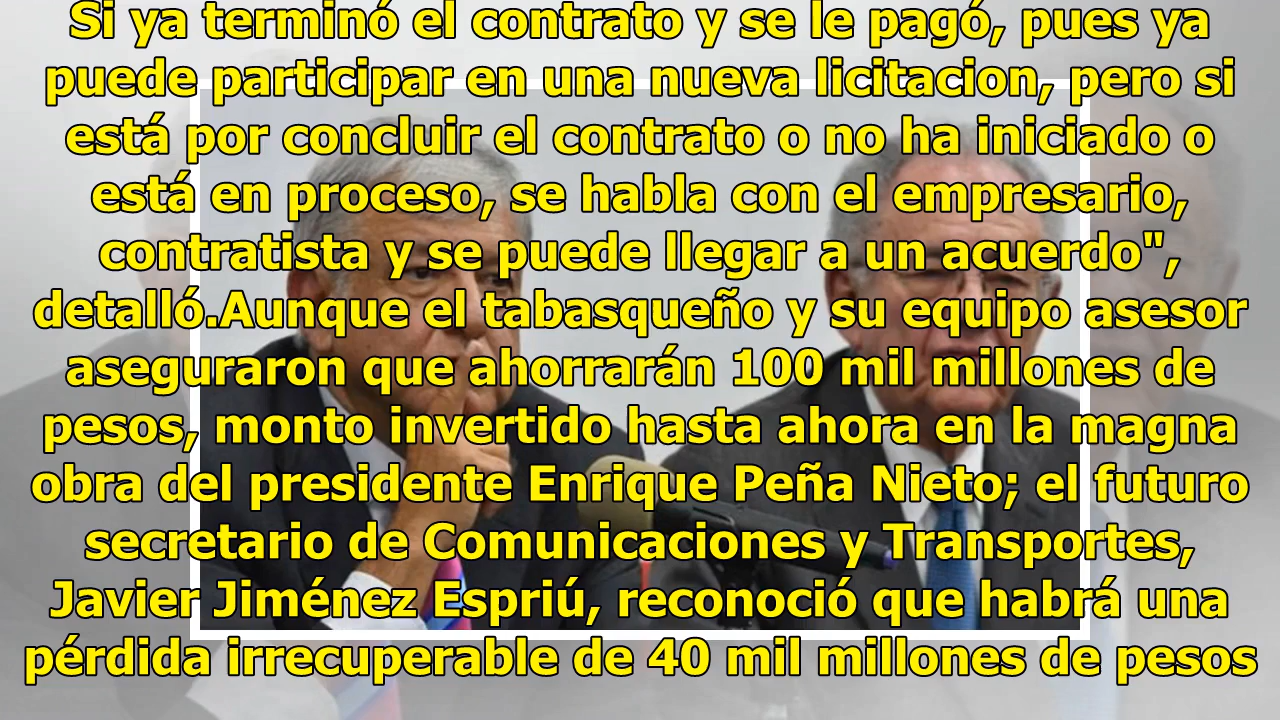 Si ya terminó el contrato y se le pagó, pues ya
puede participar en una nueva licitacion, pero si
está por concluir el contrato o no ha iniciado o
está en proceso, se habla con el empresario,
contratista y se puede llegar a un acuerdo",
detalló.Aunque el tabasqueño y su equipo asesor
aseguraron que ahorrarán 100 mil millones de
pesos, monto invertido hasta ahora en la magna
obra del presidente Enrique Peña Nieto; el futuro
secretario de Comunicaciones y Transportes,
Javier Jiménez Espriú, reconoció que habrá una
pérdida irrecuperable de 40 mil millones de pesos